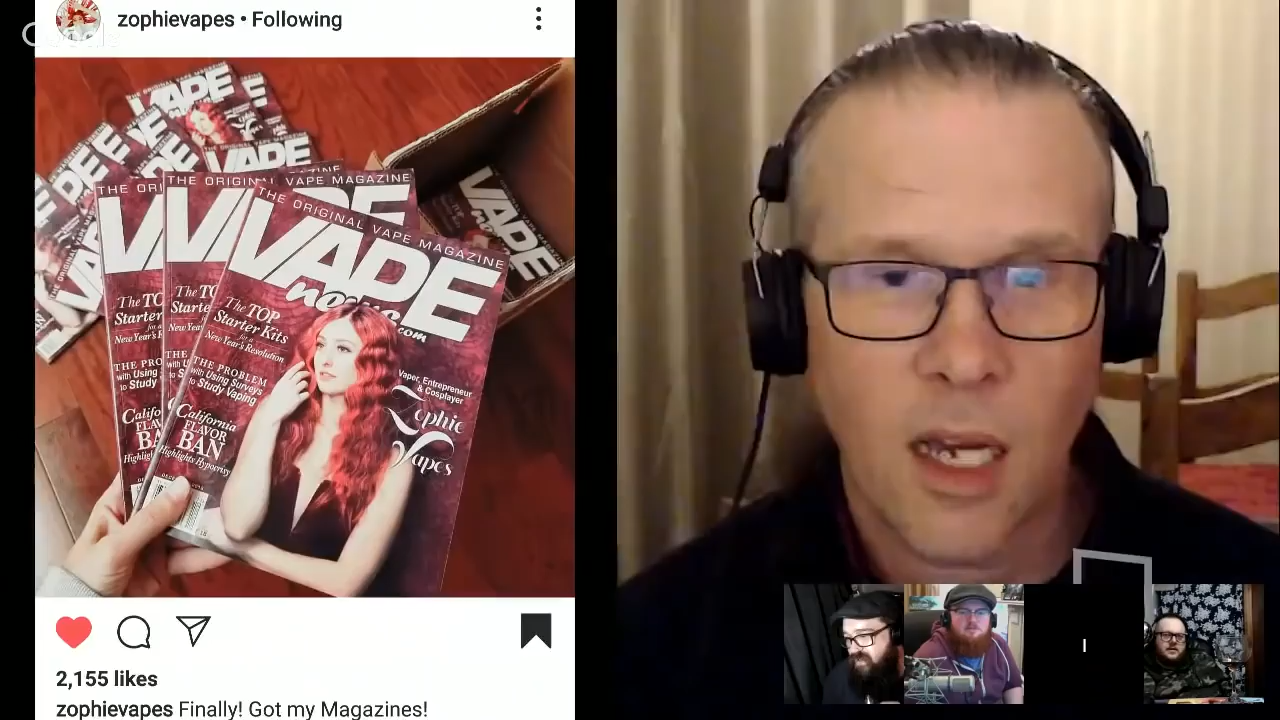 zophievapes • Following
THE ORIGINAL VAPE MAGAZINE
VAPE
news
.com
The TOP
Starter Kits
for a
New Year's Resolution
THE PROBLEM
with Using Surveys
to Study Vaping
California
FLAVOR
BAN
Highlights Hypocrisy
Vaper, Entrepreneur
& Cosplayer
Zophie
Vapes
2,155 likes
zophievapes Finally! Got my Magazines!